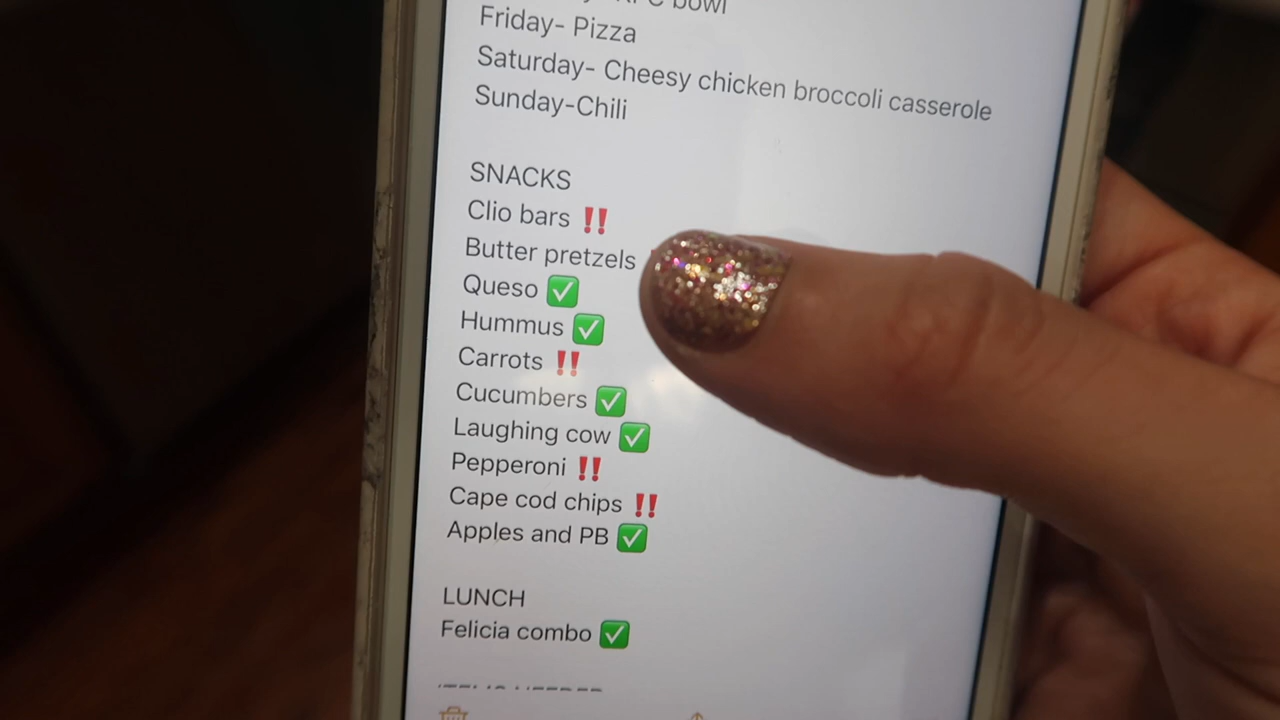 bowl
Friday- Pizza
Saturday- Cheesy chicken broccoli casserole
Sunday-Chili
SNACKS
Clio bars ‼️
Butter pretzels
Queso ✅
Hummus ✅
Carrots ‼️
Cucumbers ✅
Laughing cow ✅
Pepperoni ‼️
Cape cod chips ‼️
Apples and PB ✅
LUNCH
Felicia combo ✅